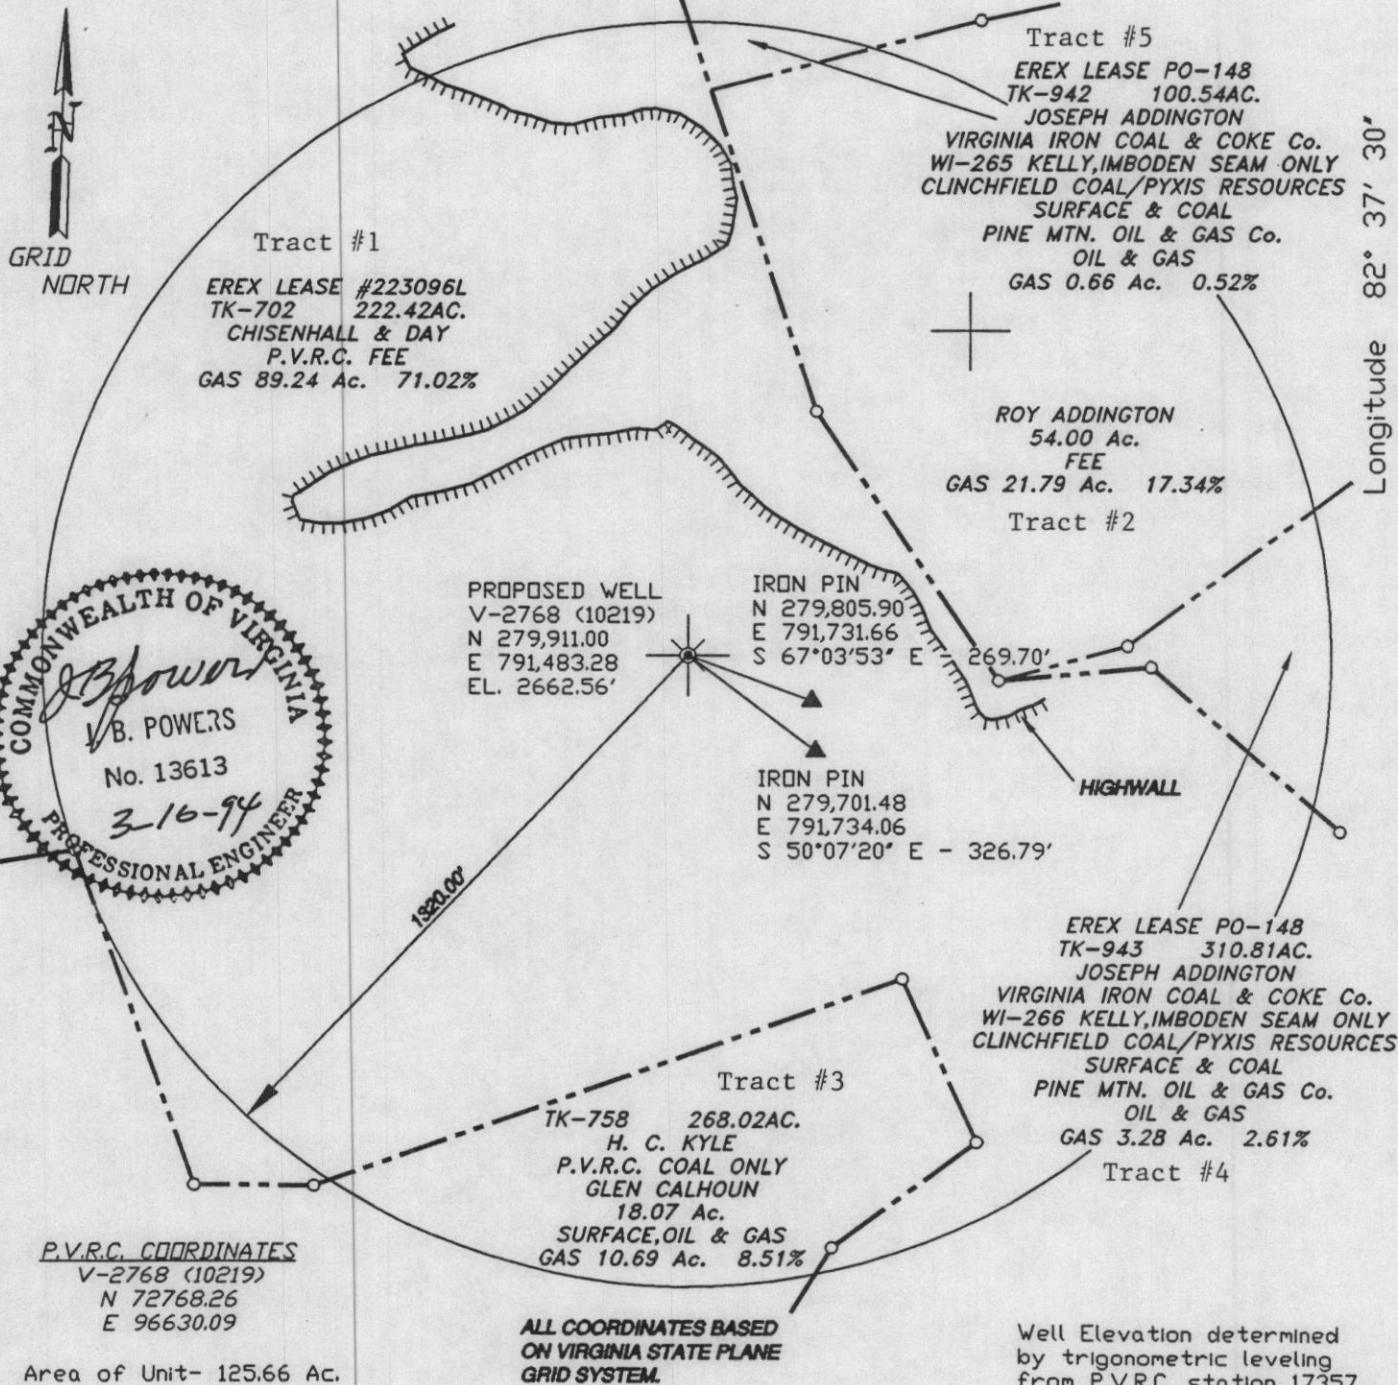 N
GRID
NORTH
Tract #1
EREX LEASE #223096L
TK-702 222.42AC.
CHISENHALL & DAY
P.V.R.C. FEE
GAS 89.24 Ac. 71.02%
Tract #5
EREX LEASE PO-148
TK-942 100.54AC.
JOSEPH ADDINGTON
VIRGINIA IRON COAL & COKE Co.
WI-265 KELLY,IMBODEN SEAM ONLY
CLINCHFIELD COAL/PYXIS RESOURCES
SURFACE & COAL
PINE MTN. OIL & GAS Co.
OIL & GAS
GAS 0.66 Ac. 0.52%
Longitude 82° 37' 30"
ROY ADDINGTON
54.00 Ac.
FEE
GAS 21.79 Ac. 17.34%
Tract #2
PROPOSED WELL
V-2768 (10219)
N 279,911.00
E 791,483.28
EL. 2662.56'
IRON PIN
N 279,805.90
E 791,731.66
S 67°03'53" E - 269.70'
IRON PIN
N 279,701.48
E 791,734.06
S 50°07'20" E - 326.79'
HIGHWALL
1320.00'
COMMONWEALTH OF VIRGINIA
J B Powers
J. B. POWERS
No. 13613
3-16-94
PROFESSIONAL ENGINEER
EREX LEASE PO-148
TK-943 310.81AC.
JOSEPH ADDINGTON
VIRGINIA IRON COAL & COKE Co.
WI-266 KELLY,IMBODEN SEAM ONLY
CLINCHFIELD COAL/PYXIS RESOURCES
SURFACE & COAL
PINE MTN. OIL & GAS Co.
OIL & GAS
GAS 3.28 Ac. 2.61%
Tract #4
Tract #3
TK-758 268.02AC.
H. C. KYLE
P.V.R.C. COAL ONLY
GLEN CALHOUN
18.07 Ac.
SURFACE,OIL & GAS
GAS 10.69 Ac. 8.51%
P.V.R.C. COORDINATES
V-2768 (10219)
N 72768.26
E 96630.09
Area of Unit- 125.66 Ac.
ALL COORDINATES BASED
ON VIRGINIA STATE PLANE
GRID SYSTEM.
Well Elevation determined
by trigonometric leveling
from P.V.R.C. station 17357